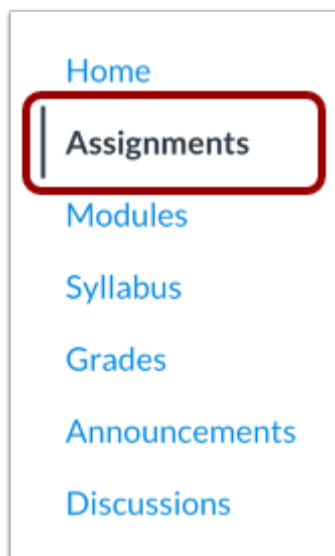 Home
Assignments
Modules
Syllabus
Grades
Announcements
Discussions